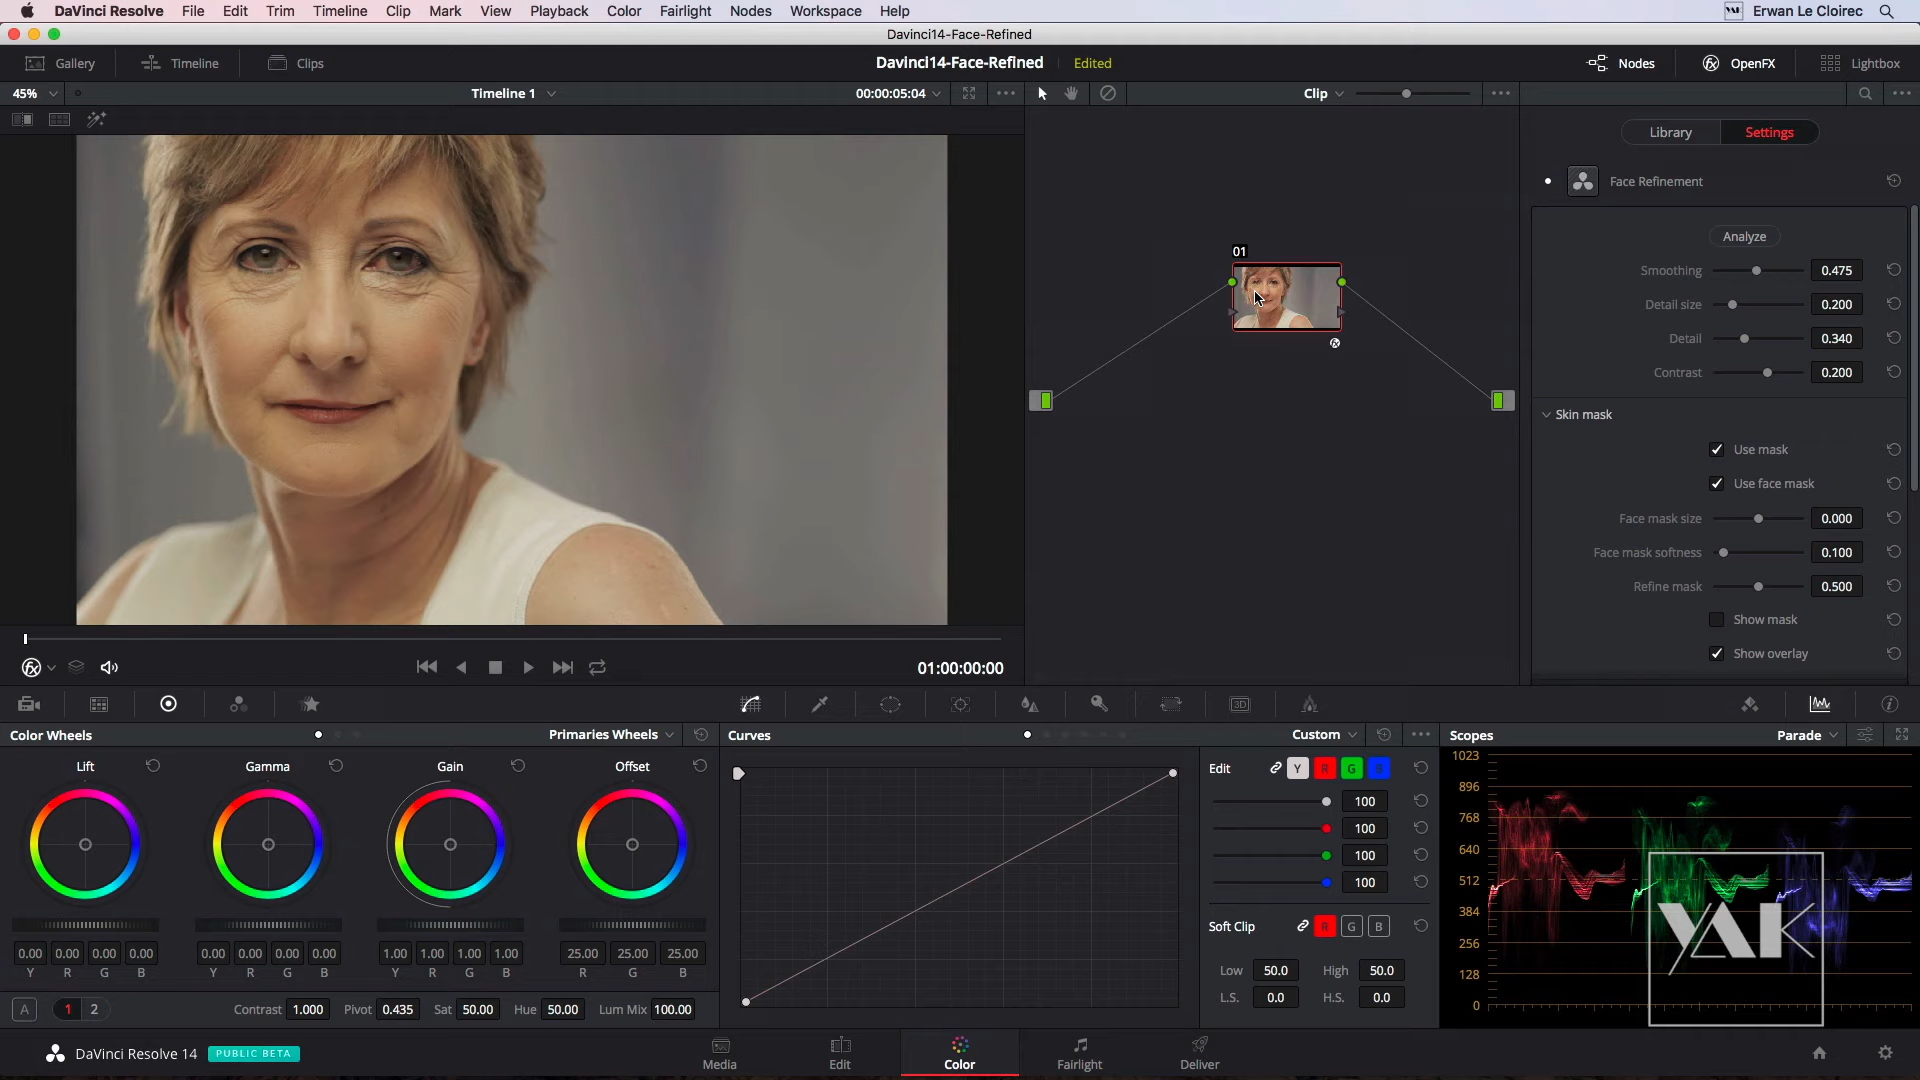 DaVinci Resolve File Edit Trim Timeline Clip Mark View Playback Color Fairlight Nodes Workspace Help Erwan Le Cloirec
Davinci14-Face-Refined
Gallery Timeline Clips Davinci14-Face-Refined Edited Nodes OpenFX Lightbox
45% Timeline 1 00:00:05:04 Clip
Library Settings
Face Refinement
Analyze
Smoothing 0.475
Detail size 0.200
Detail 0.340
Contrast 0.200
Skin mask
Use mask
Use face mask
Face mask size 0.000
Face mask softness 0.100
Refine mask 0.500
Show mask
Show overlay
01
01:00:00:00
3D
Color Wheels Primaries Wheels
Lift Gamma Gain Offset
0.00 0.00 0.00 0.00 0.00 0.00 0.00 0.00 1.00 1.00 1.00 1.00 25.00 25.00 25.00
Y R G B Y R G B Y R G B R G B
A 1 2 Contrast 1.000 Pivot 0.435 Sat 50.00 Hue 50.00 Lum Mix 100.00
Curves Custom
Edit Y R G B
100
100
100
100
Soft Clip R G B
Low 50.0 High 50.0
L.S. 0.0 H.S. 0.0
Scopes Parade
1023
896
768
640
512
384
256
128
0
YAK
DaVinci Resolve 14 PUBLIC BETA Media Edit Color Fairlight Deliver